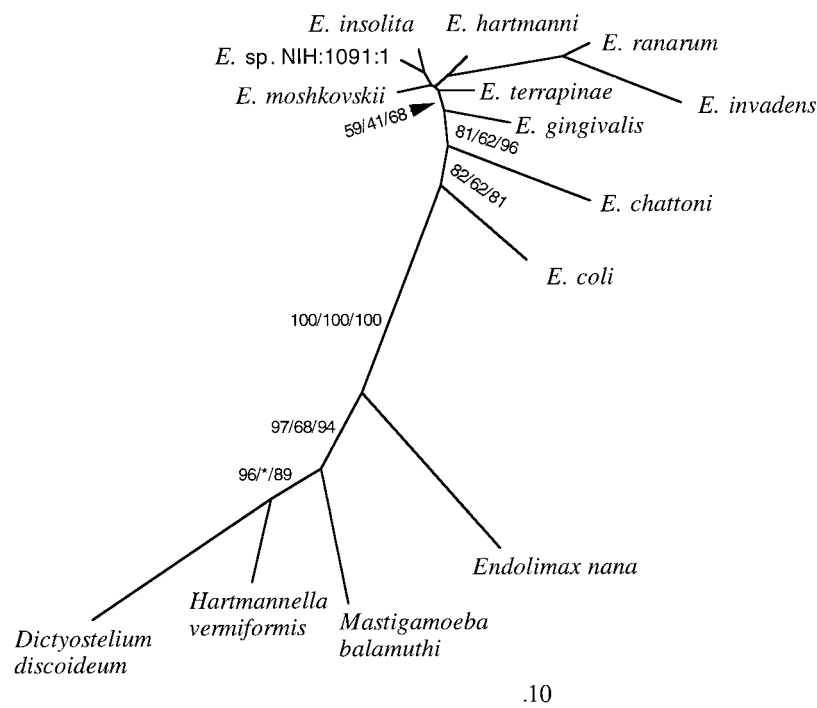 E. insolita
E. hartmanni
E. sp. NIH:1091:1
E. ranarum
E. moshkovskii
E. terrapinae
E. invadens
59/41/68
E. gingivalis
81/62/96
82/62/81
E. chattoni
E. coli
100/100/100
97/68/94
96/*/89
Endolimax nana
Hartmannella
vermiformis
Mastigamoeba
balamuthi
Dictyostelium
discoideum
.10